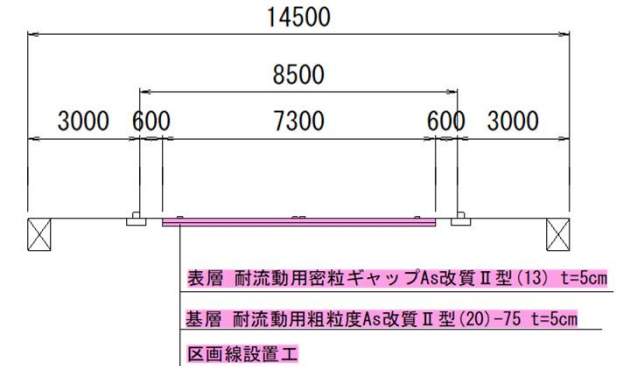 14500
8500
3000 600 7300 600 3000
表層 耐流動用密粒ギャップAs改質Ⅱ型(13) t=5cm
基層 耐流動用粗粒度As改質Ⅱ型(20)-75 t=5cm
区画線設置工